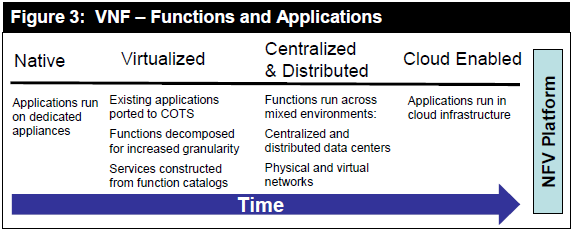 Figure 3:  VNF – Functions and Applications
Native
Applications run
on dedicated
appliances
Virtualized
Existing applications
ported to COTS
Functions decomposed
for increased granularity
Services constructed
from function catalogs
Centralized
& Distributed
Functions run across
mixed environments:
Centralized and
distributed data centers
Physical and virtual
networks
Cloud Enabled
Applications run in
cloud infrastructure
NFV Platform
Time